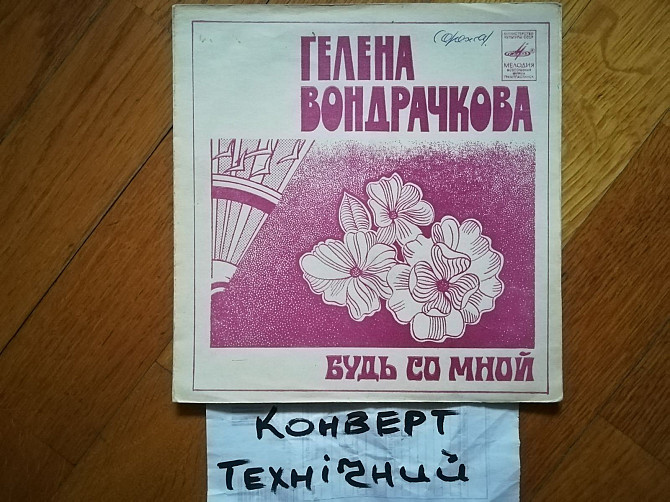 ГЕЛЕНА
ВОНДРАЧКОВА
МЕЛОДИЯ
БУДЬ СО МНОЙ
КОНВЕРТ
ТЕХНІЧНИЙ